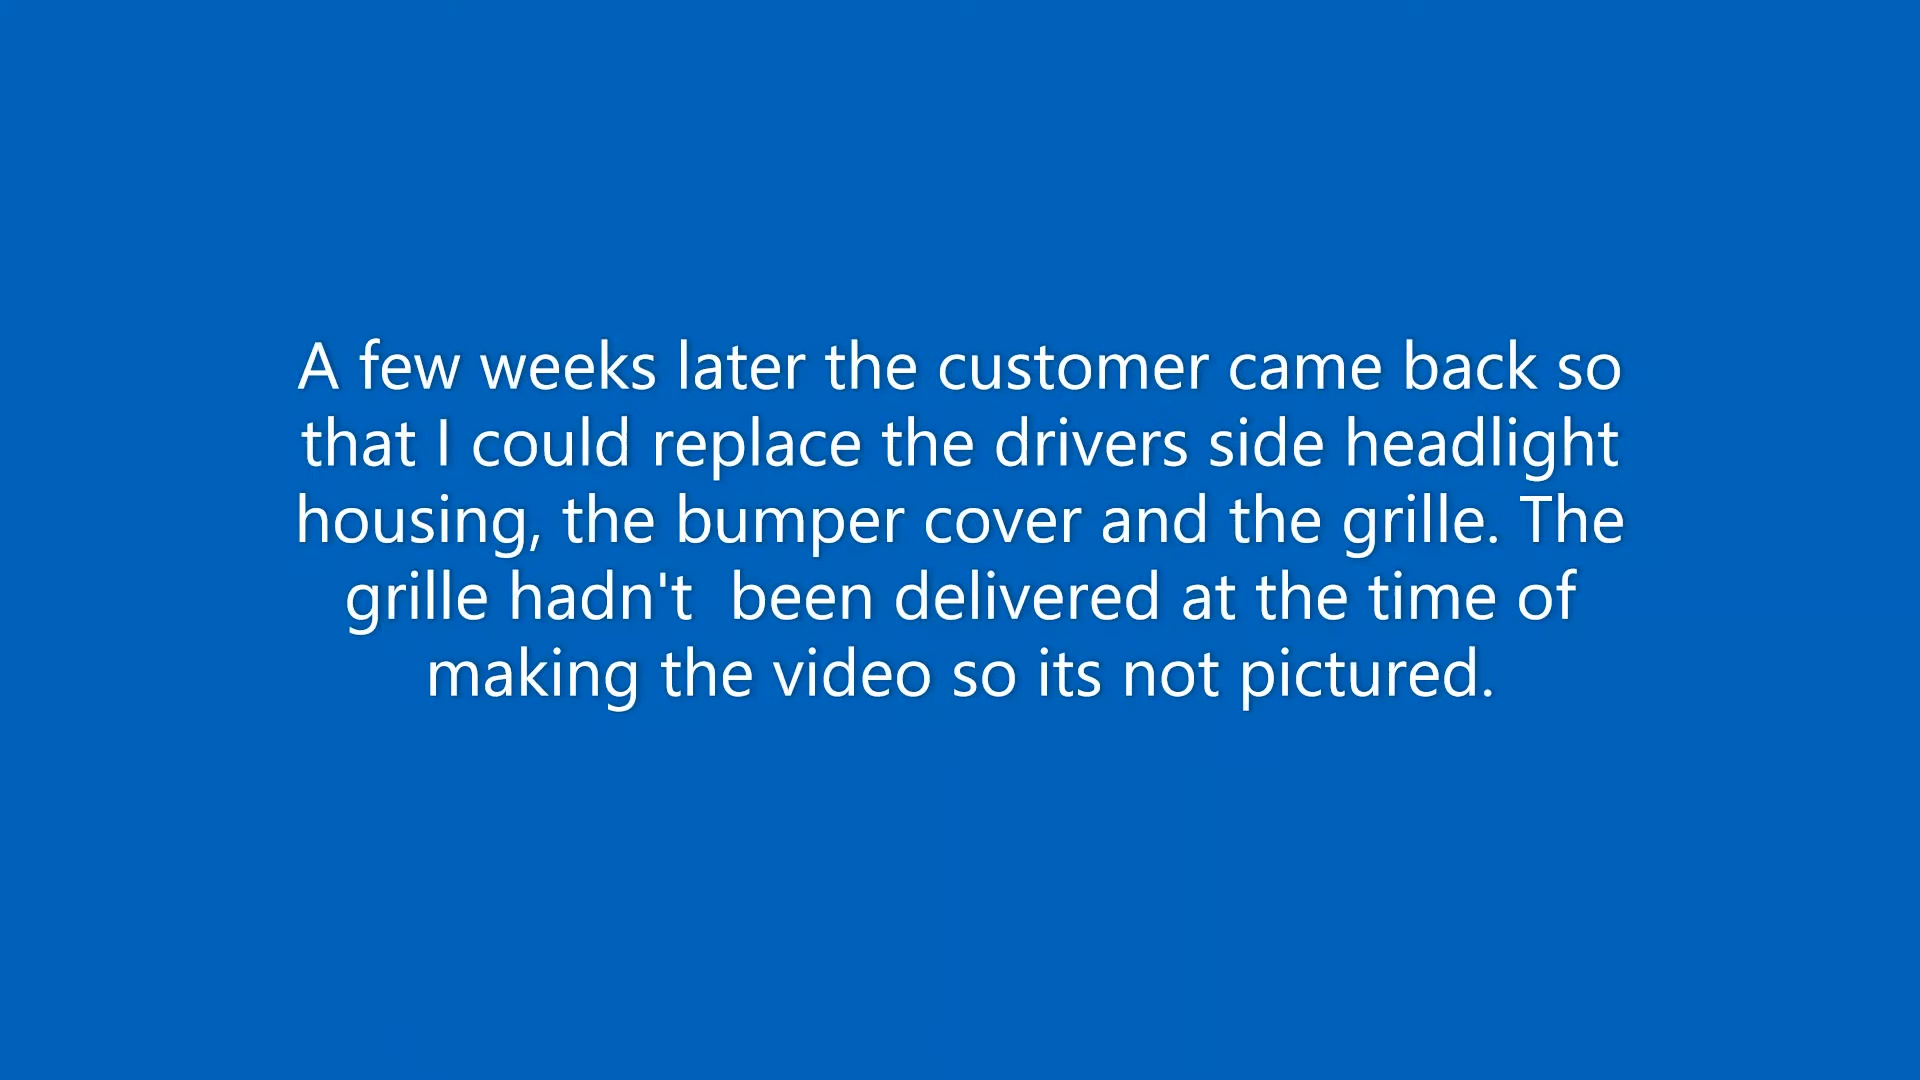 A few weeks later the customer came back so
that I could replace the drivers side headlight
housing, the bumper cover and the grille. The
grille hadn't  been delivered at the time of
making the video so its not pictured.